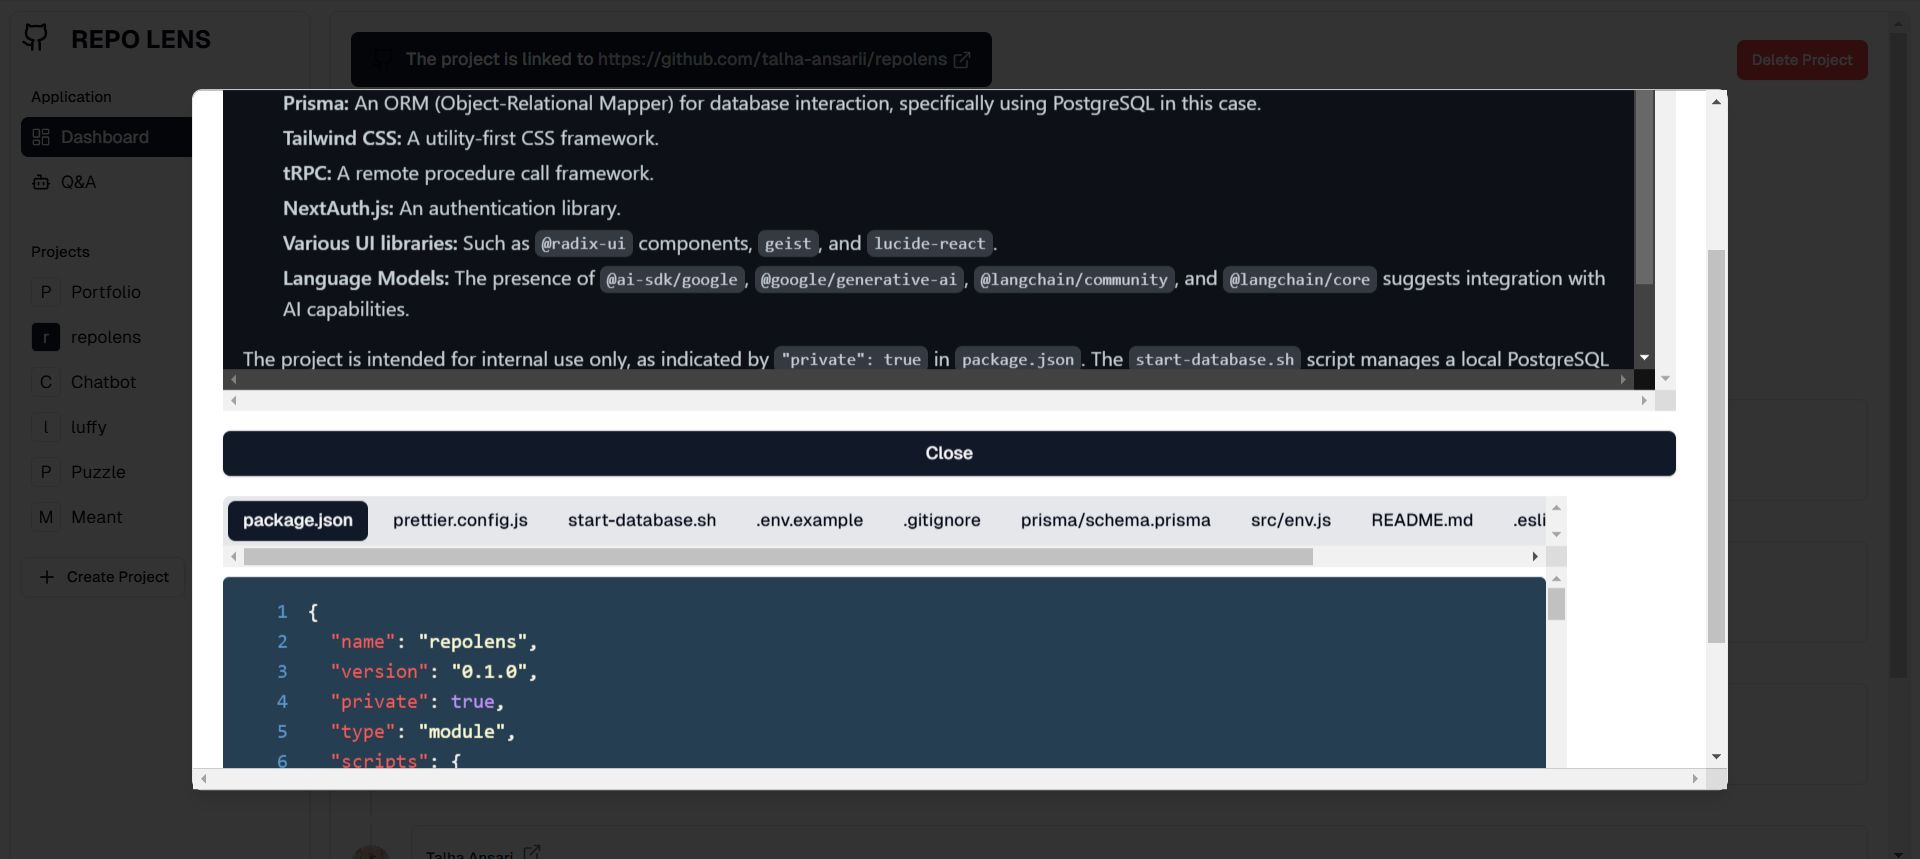 REPO LENS
The project is linked to https://github.com/talha-ansarii/repolens
Delete Project
Application
Dashboard
Q&A
Projects
P Portfolio
r repolens
C Chatbot
l luffy
P Puzzle
M Meant
+ Create Project
Prisma: An ORM (Object-Relational Mapper) for database interaction, specifically using PostgreSQL in this case.
Tailwind CSS: A utility-first CSS framework.
tRPC: A remote procedure call framework.
NextAuth.js: An authentication library.
Various UI libraries: Such as @radix-ui components, geist, and lucide-react.
Language Models: The presence of @ai-sdk/google, @google/generative-ai, @langchain/community, and @langchain/core suggests integration with
AI capabilities.
The project is intended for internal use only, as indicated by "private": true in package.json. The start-database.sh script manages a local PostgreSQL
Close
package.json prettier.config.js start-database.sh .env.example .gitignore prisma/schema.prisma src/env.js README.md .esli
1 {
2 "name": "repolens",
3 "version": "0.1.0",
4 "private": true,
5 "type": "module",
6 "scripts": {
Talha Ansari